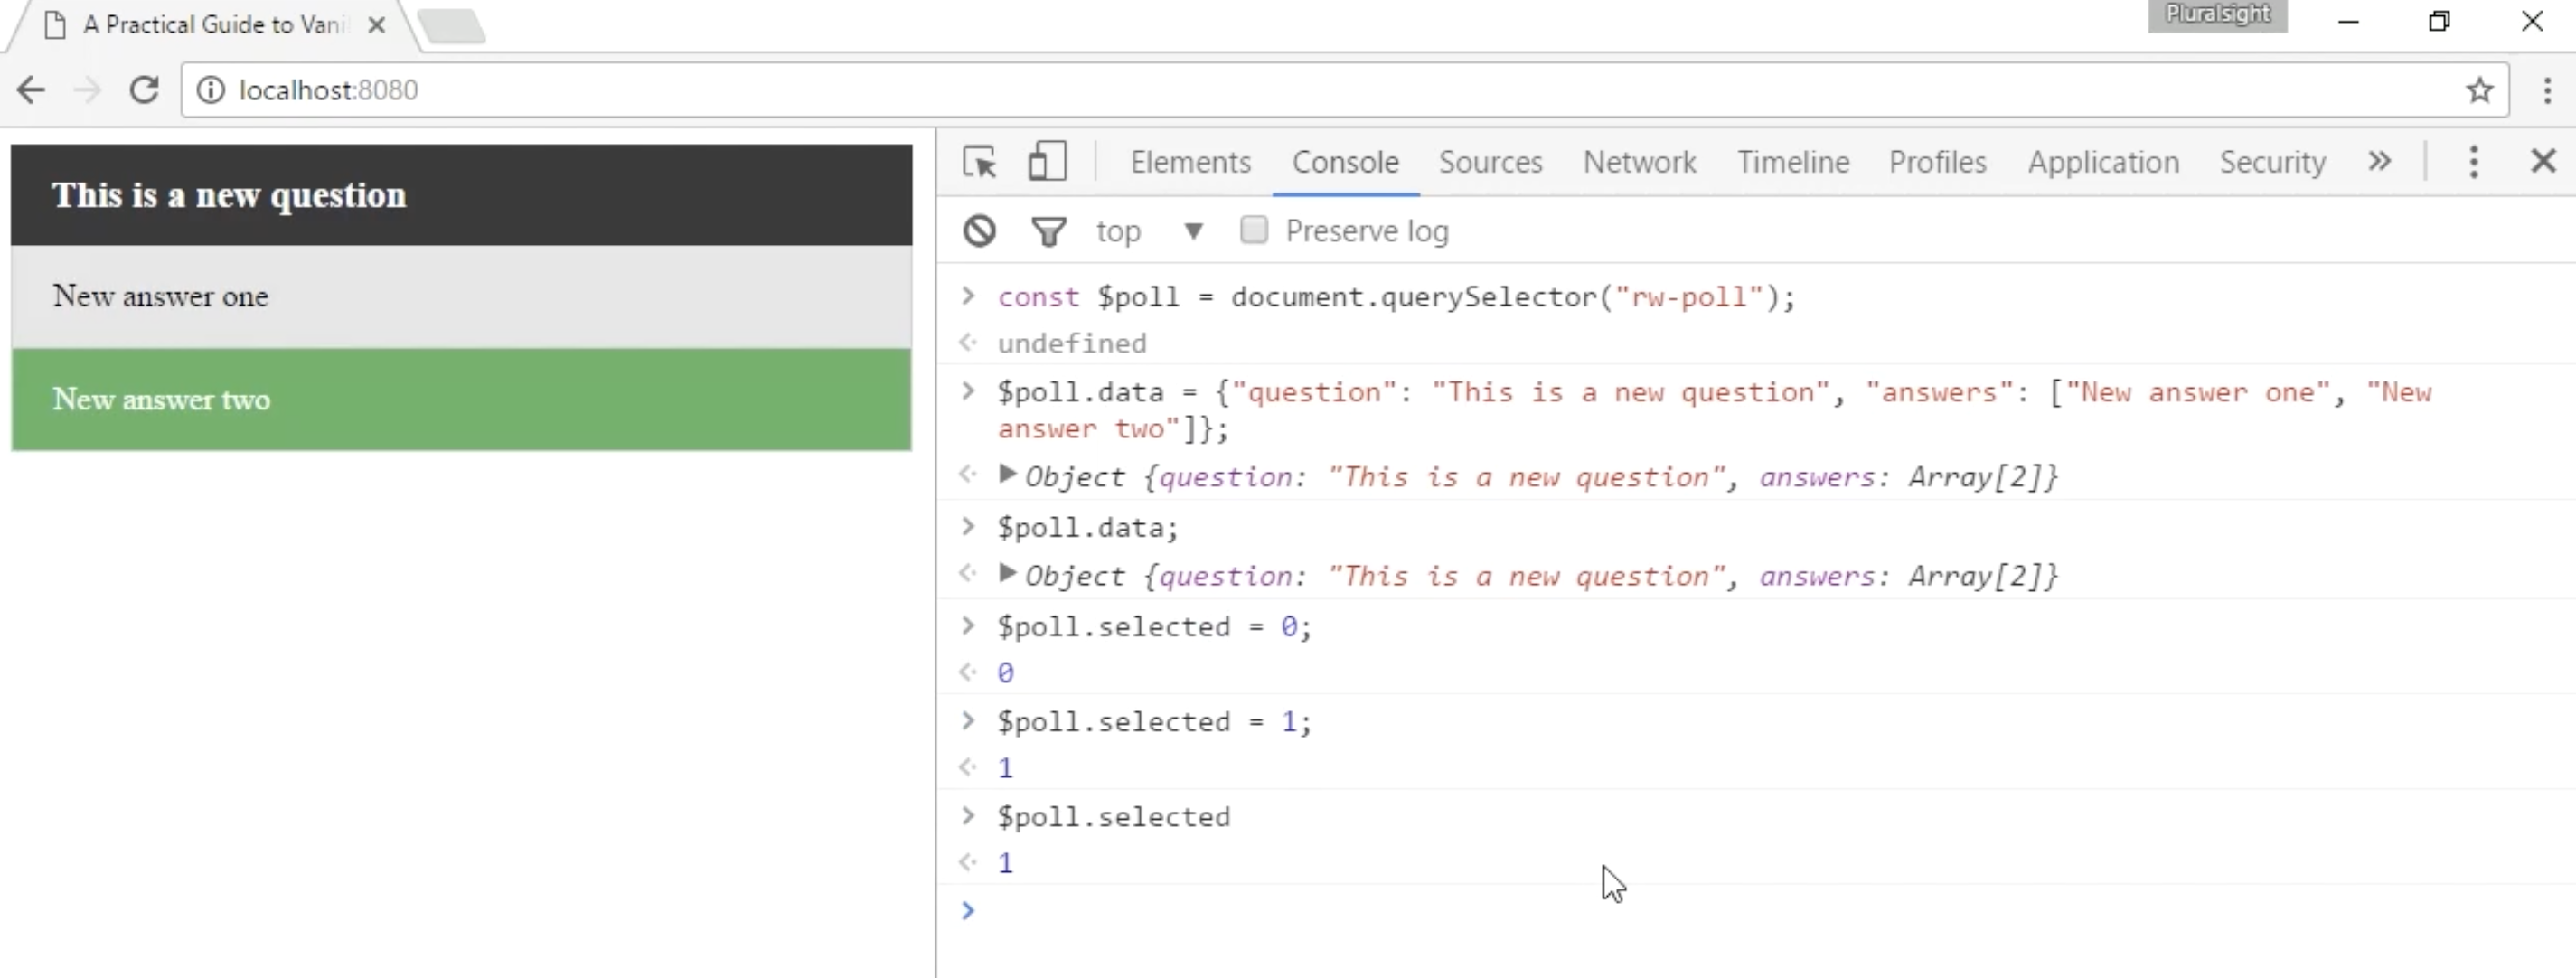 A Practical Guide to Vani
Pluralsight
localhost:8080
This is a new question
New answer one
New answer two
Elements Console Sources Network Timeline Profiles Application Security »
top ▼ Preserve log
> const $poll = document.querySelector("rw-poll");
undefined
> $poll.data = {"question": "This is a new question", "answers": ["New answer one", "New
answer two"]};
Object {question: "This is a new question", answers: Array[2]}
> $poll.data;
Object {question: "This is a new question", answers: Array[2]}
> $poll.selected = 0;
0
> $poll.selected = 1;
1
> $poll.selected
1
>